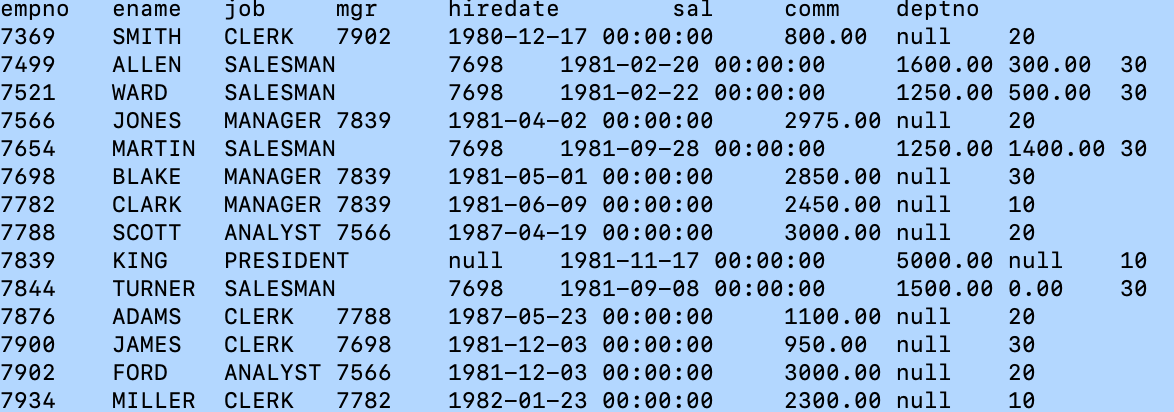 empno ename job mgr hiredate sal comm deptno
7369 SMITH CLERK 7902 1980-12-17 00:00:00 800.00 null 20
7499 ALLEN SALESMAN 7698 1981-02-20 00:00:00 1600.00 300.00 30
7521 WARD SALESMAN 7698 1981-02-22 00:00:00 1250.00 500.00 30
7566 JONES MANAGER 7839 1981-04-02 00:00:00 2975.00 null 20
7654 MARTIN SALESMAN 7698 1981-09-28 00:00:00 1250.00 1400.00 30
7698 BLAKE MANAGER 7839 1981-05-01 00:00:00 2850.00 null 30
7782 CLARK MANAGER 7839 1981-06-09 00:00:00 2450.00 null 10
7788 SCOTT ANALYST 7566 1987-04-19 00:00:00 3000.00 null 20
7839 KING PRESIDENT null 1981-11-17 00:00:00 5000.00 null 10
7844 TURNER SALESMAN 7698 1981-09-08 00:00:00 1500.00 0.00 30
7876 ADAMS CLERK 7788 1987-05-23 00:00:00 1100.00 null 20
7900 JAMES CLERK 7698 1981-12-03 00:00:00 950.00 null 30
7902 FORD ANALYST 7566 1981-12-03 00:00:00 3000.00 null 20
7934 MILLER CLERK 7782 1982-01-23 00:00:00 2300.00 null 10